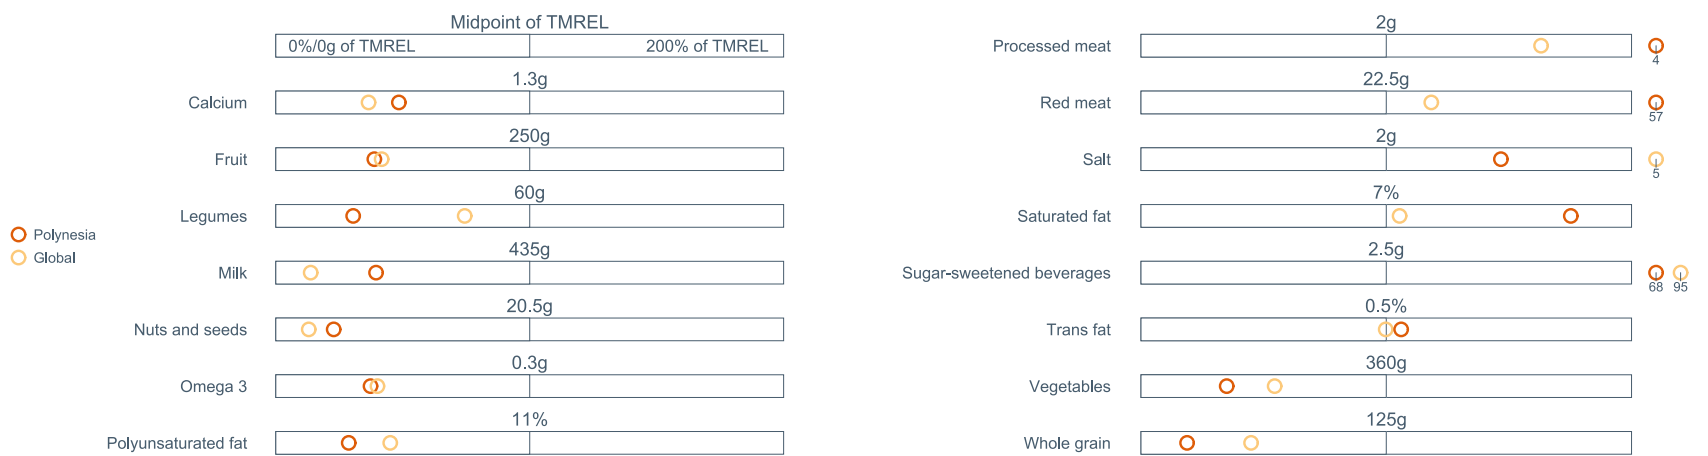 Midpoint of TMREL
0%/0g of TMREL 200% of TMREL
1.3g
Calcium
250g
Fruit
60g
Legumes
435g
Milk
20.5g
Nuts and seeds
0.3g
Omega 3
11%
Polyunsaturated fat
Polynesia
Global
2g
Processed meat
4
22.5g
Red meat
57
2g
Salt
5
7%
Saturated fat
2.5g
Sugar-sweetened beverages
68 95
0.5%
Trans fat
360g
Vegetables
125g
Whole grain